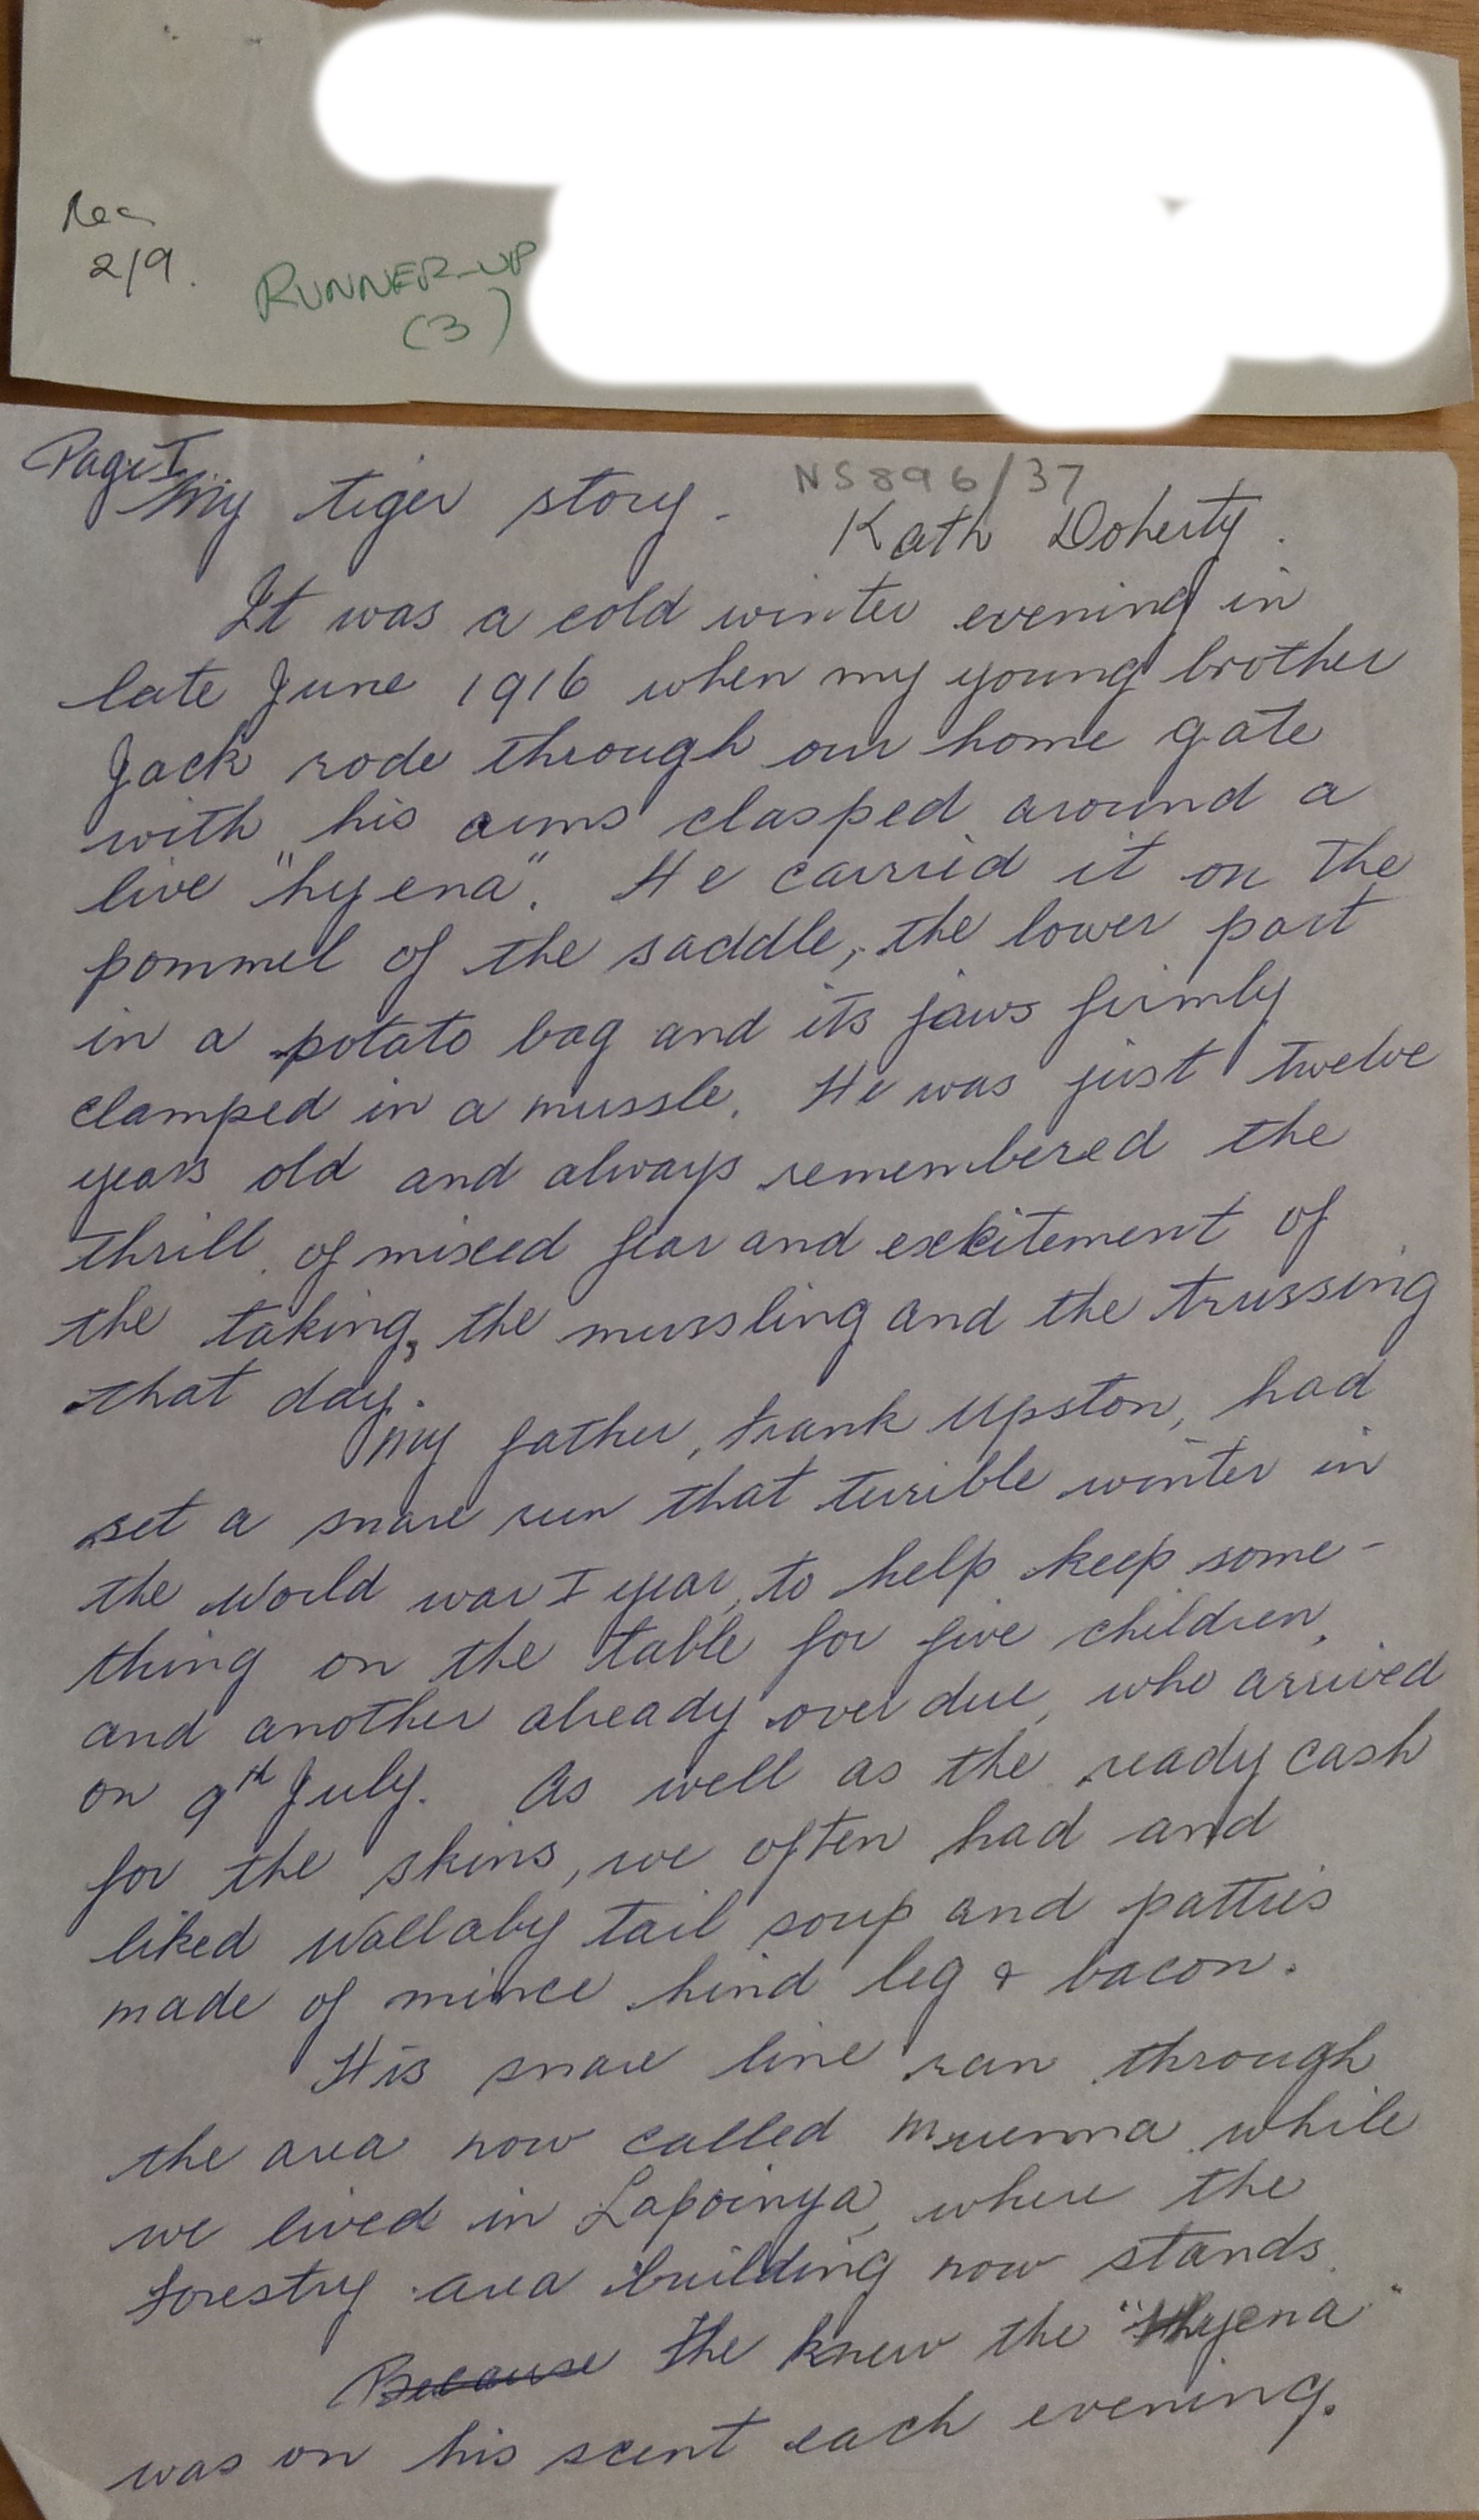 Rec
2/9.
RUNNER-UP
(3)
Page I
NS896/37
My tiger story -
Kath Doherty.
It was a cold winter evening in
late June 1916 when my young brother
Jack rode through our home gate
with his arms clasped around a
live "hyena". He carried it on the
pommel of the saddle, the lower part
in a potato bag and its jaws firmly
clamped in a mussle. He was just twelve
years old and always remembered the
thrill of mixed fear and excitement of
the taking, the mussling and the trussing
that day.
My father, Frank Upston, had
set a snare run that terrible winter in
the World war I year, to help keep some-
thing on the table for five children,
and another already over due, who arrived
on 9th July. As well as the ready cash
for the skins, we often had and
liked wallaby tail soup and patties
made of mince hind leg & bacon.
His snare line ran through
the area now called Myrenna while
we lived in Lapoinya, where the
Forestry area building now stands.
Because He knew the "Hyena"
was on his scent each evening.